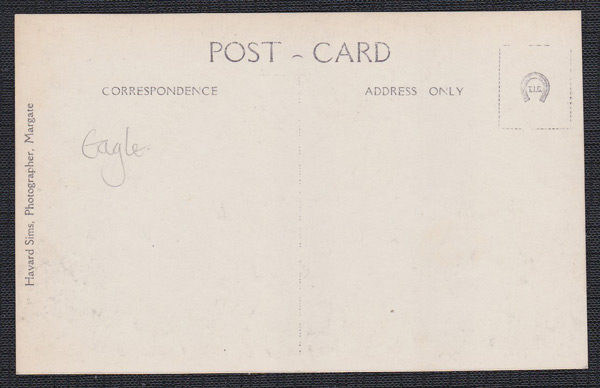 POST - CARD
CORRESPONDENCE
ADDRESS ONLY
Eagle.
Havard Sims, Photographer, Margate